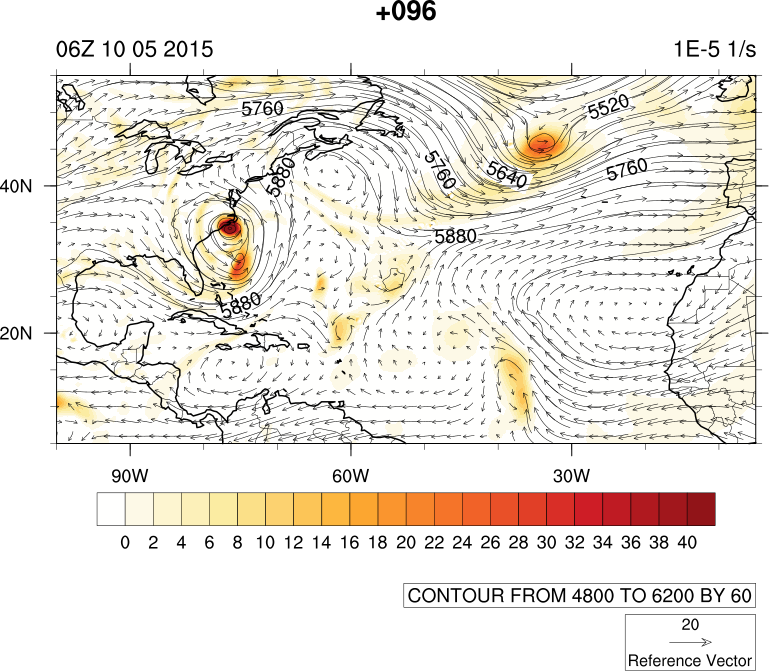 +096
06Z 10 05 2015 1E-5 1/s
5760 5520
5880 5760 5640 5760
40N
5880
5880
20N
90W 60W 30W
0 2 4 6 8 10 12 14 16 18 20 22 24 26 28 30 32 34 36 38 40
CONTOUR FROM 4800 TO 6200 BY 60
20
Reference Vector